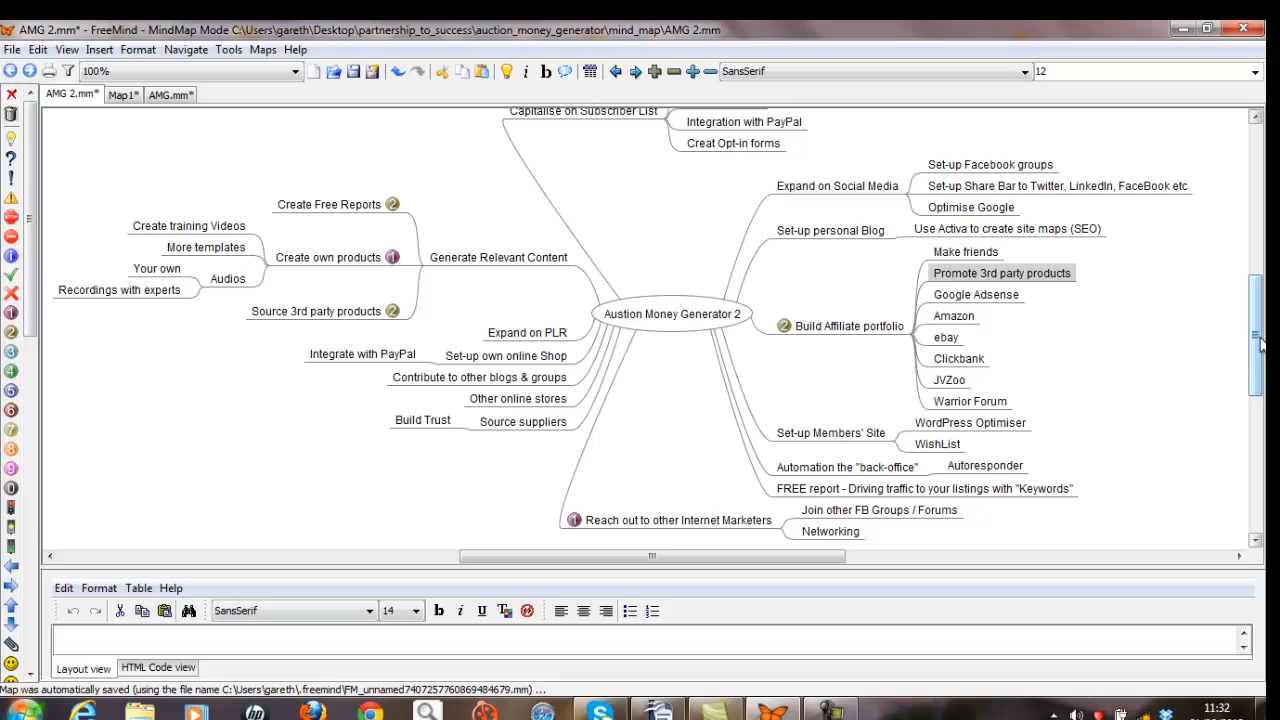 AMG 2.mm* - FreeMind - MindMap Mode C:\Users\gareth\Desktop\partnership_to_success\auction_money_generator\mind_map\AMG 2.mm
File Edit View Insert Format Navigate Tools Maps Help
100%
SansSerif
12
AMG 2.mm* Map1* AMG.mm*
Capitalise on Subscriber List
Integration with PayPal
Creat Opt-in forms
Create Free Reports 2
Create training Videos
More templates
Create own products 1
Generate Relevant Content
Your own
Audios
Recordings with experts
Source 3rd party products 2
Expand on PLR
Integrate with PayPal
Set-up own online Shop
Contribute to other blogs & groups
Other online stores
Build Trust
Source suppliers
Austion Money Generator 2
Expand on Social Media
Set-up Facebook groups
Set-up Share Bar to Twitter, LinkedIn, FaceBook etc
Optimise Google
Set-up personal Blog
Use Activa to create site maps (SEO)
2 Build Affiliate portfolio
Make friends
Promote 3rd party products
Google Adsense
Amazon
ebay
Clickbank
JVZoo
Warrior Forum
Set-up Members' Site
WordPress Optimiser
WishList
Automation the "back-office"
Autoresponder
FREE report - Driving traffic to your listings with "Keywords"
1 Reach out to other Internet Marketers
Join other FB Groups / Forums
Networking
Edit Format Table Help
SansSerif
14
Layout view
HTML Code view
Map was automatically saved (using the file name C:\Users\gareth\.freemind\FM_unnamed7407257760869484679.mm) ...
11:32